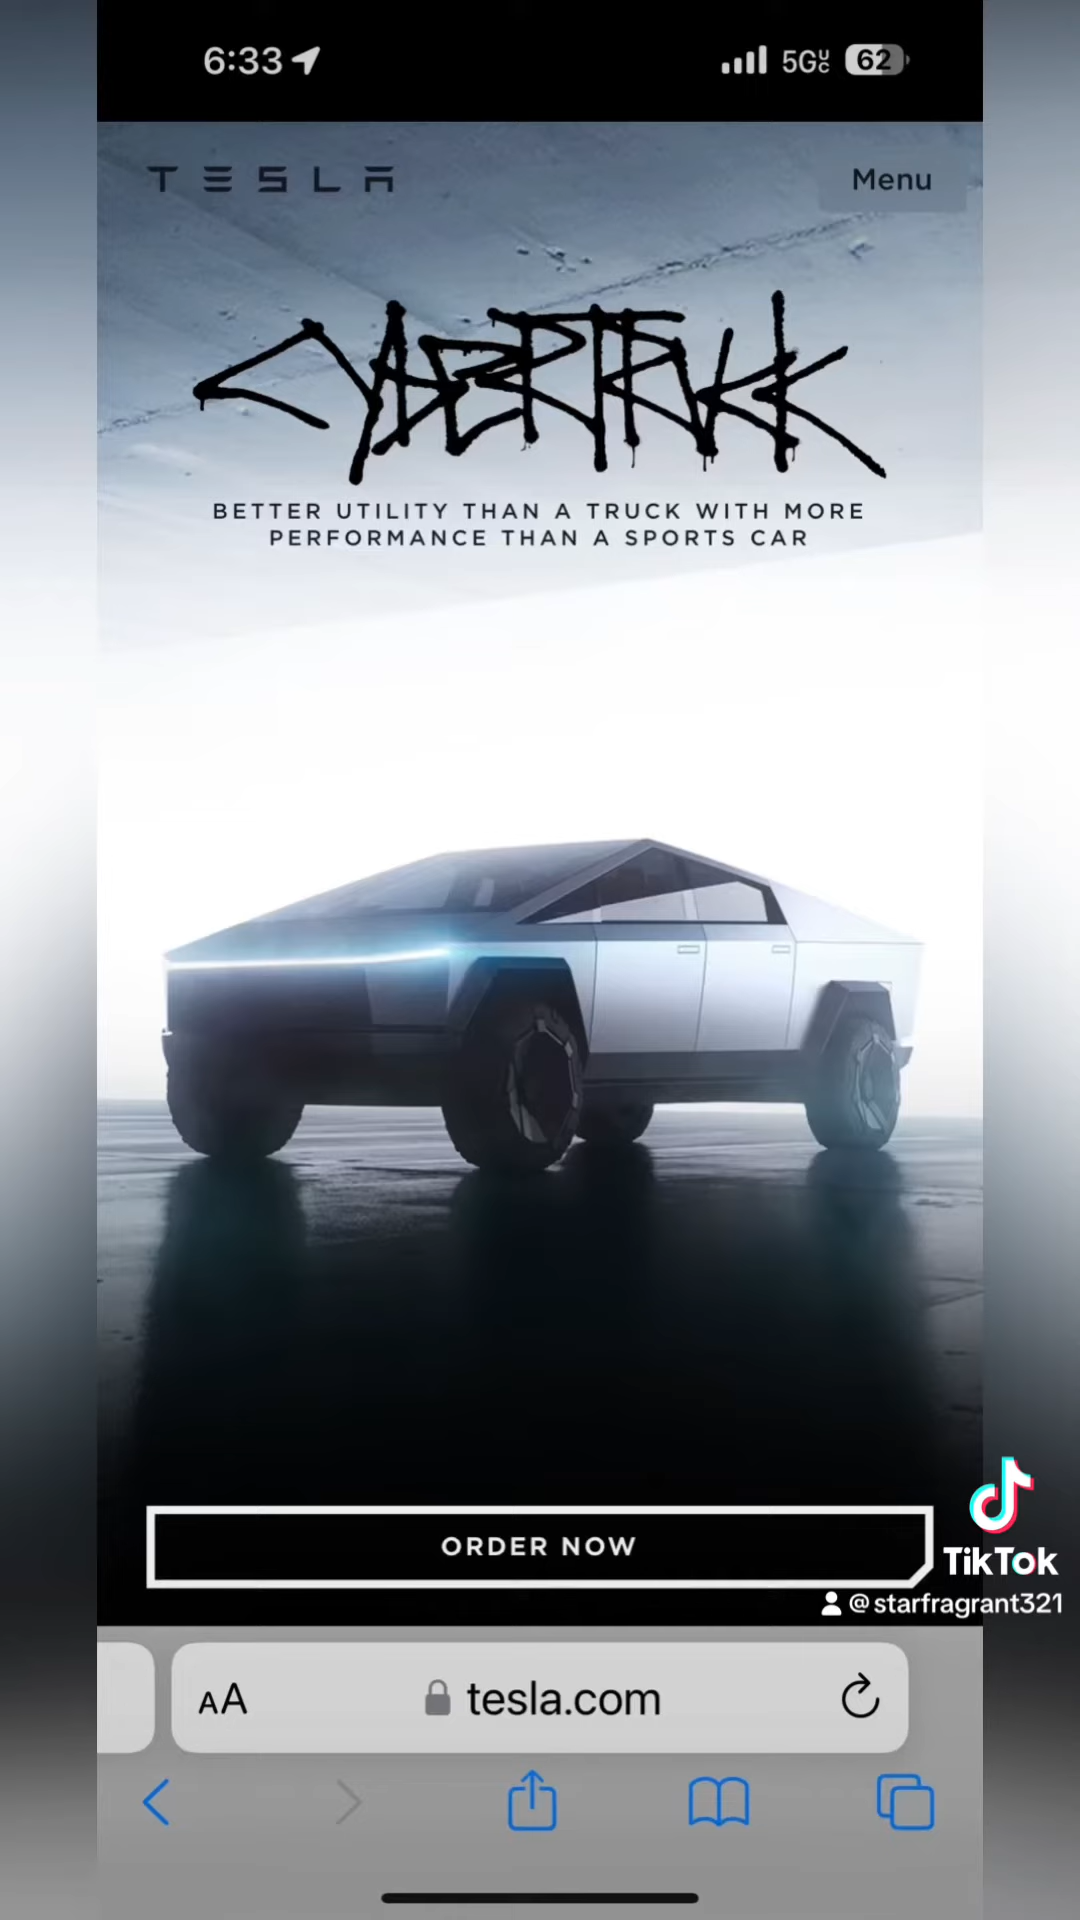 6:33
5GUC
62
TESLA
Menu
CYBERTRUCK
BETTER UTILITY THAN A TRUCK WITH MORE
PERFORMANCE THAN A SPORTS CAR
ORDER NOW
TikTok
@starfragrant321
AA
tesla.com